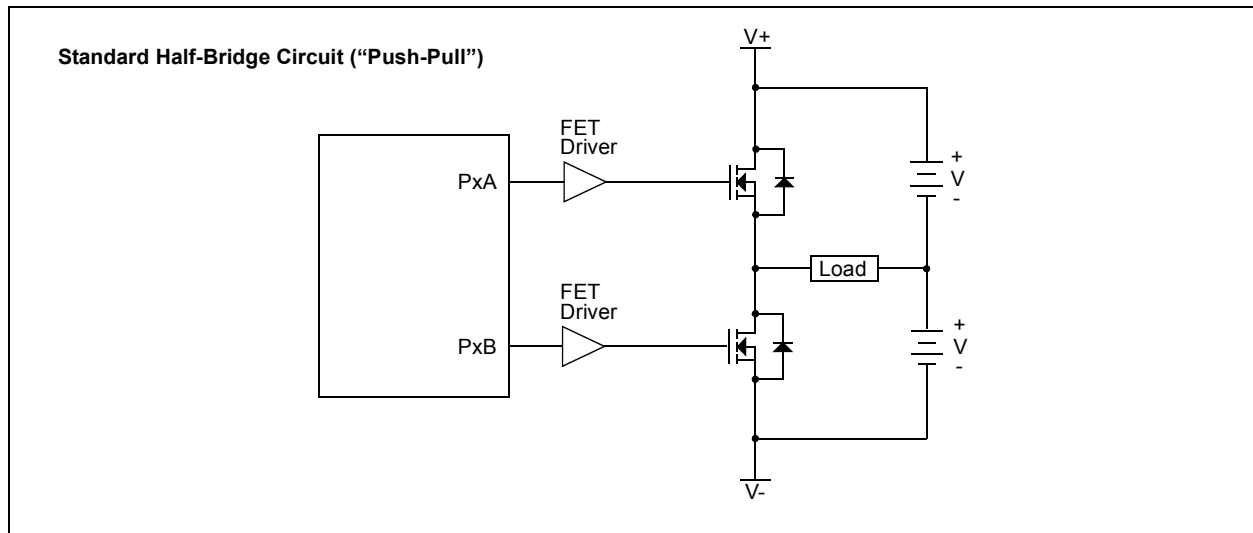 Standard Half-Bridge Circuit (“Push-Pull”)
V+
FET
Driver
PxA
+
V
-
Load
FET
Driver
PxB
+
V
-
V-